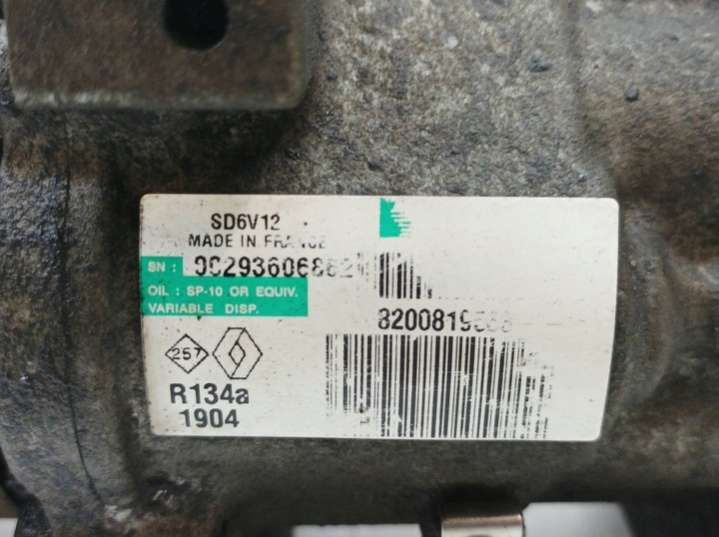 SD6V12
MADE IN FRANCE
SN :
OIL : SP-10 OR EQUIV.
VARIABLE DISP.
257
R134a
1904